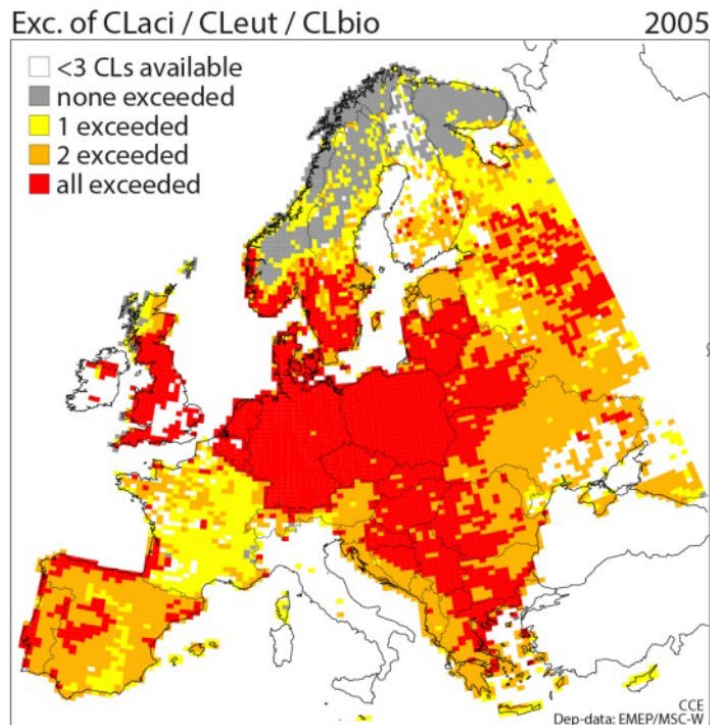 Exc. of CLaci / CLeut / CLbio 2005
<3 CLs available
none exceeded
1 exceeded
2 exceeded
all exceeded
CCE
Dep-data: EMEP/MSC-W